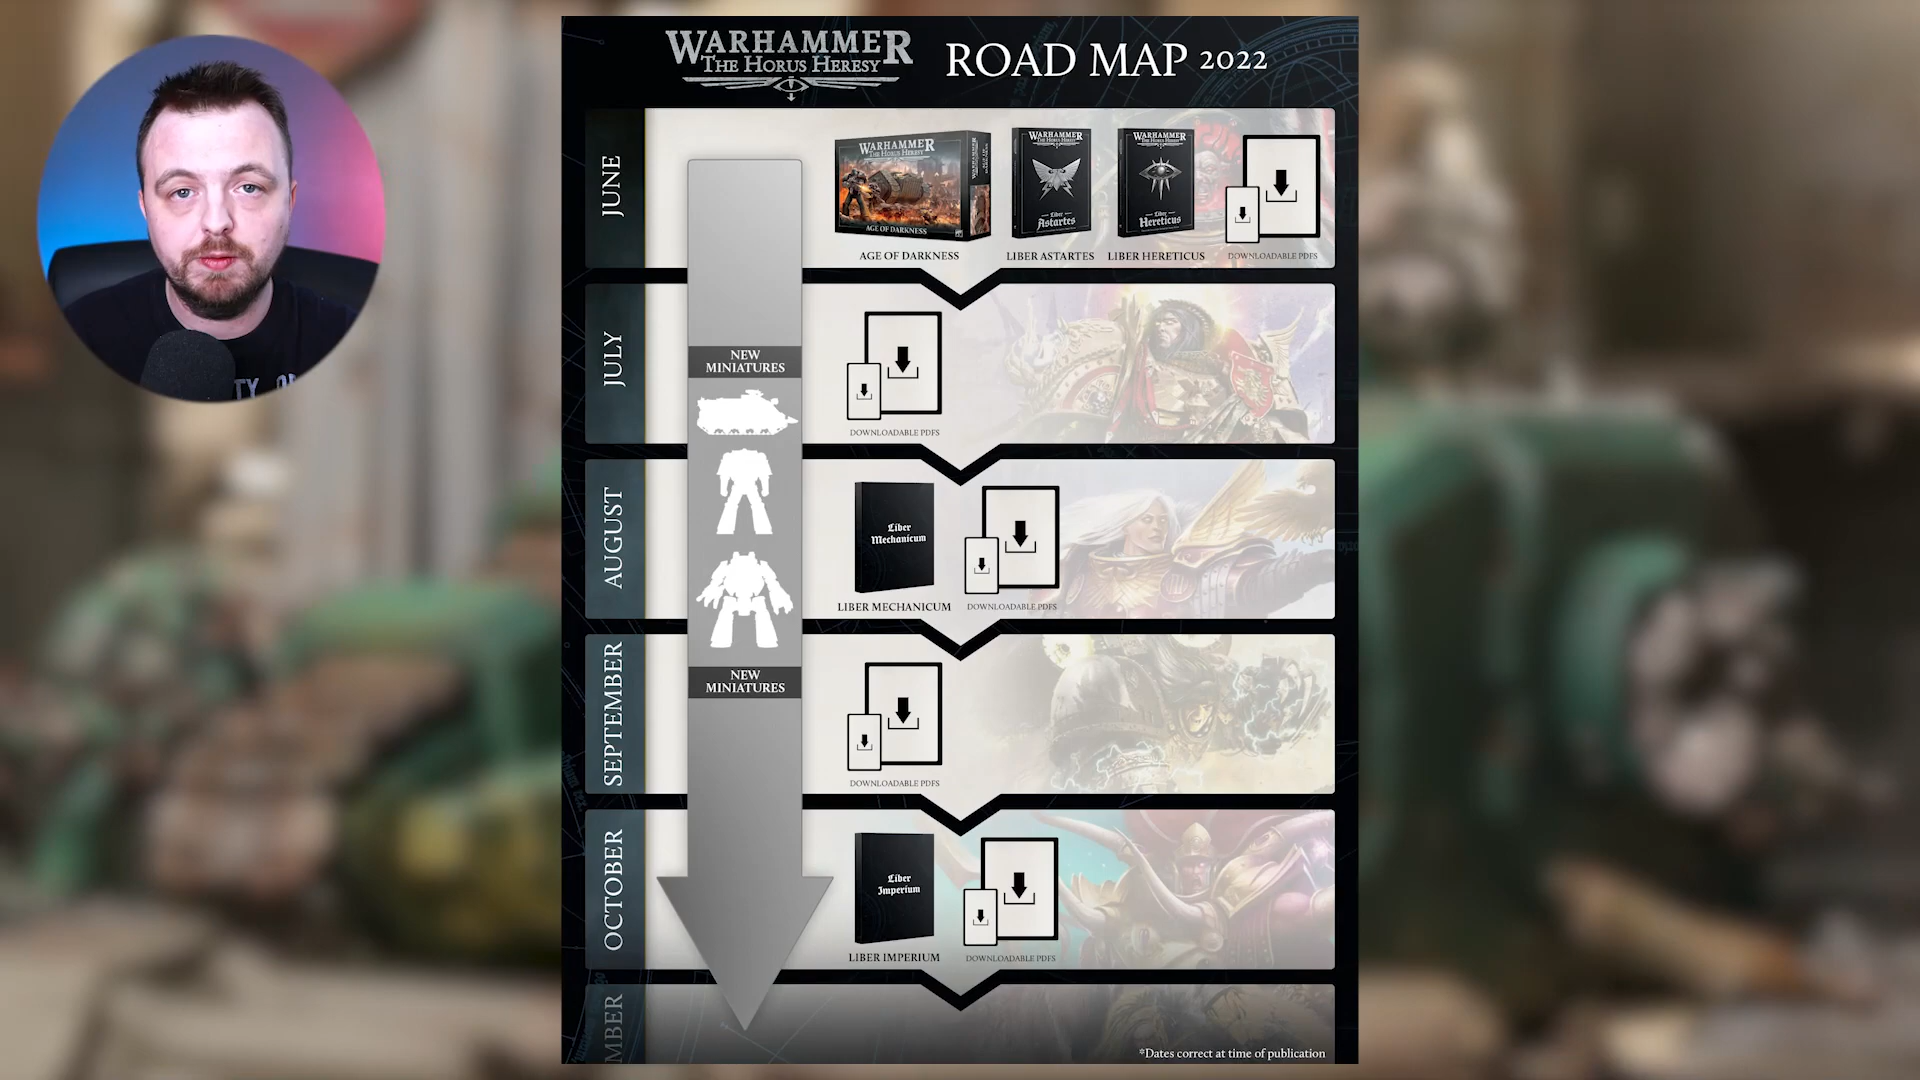 WARHAMMER
THE HORUS HERESY
ROAD MAP 2022
JUNE
WARHAMMER
THE HORUS HERESY
AGE OF DARKNESS
WARHAMMER
THE HORUS HERESY
Liber
Astartes
WARHAMMER
THE HORUS HERESY
Liber
Hereticus
AGE OF DARKNESS
LIBER ASTARTES
LIBER HERETICUS
DOWNLOADABLE PDFS
JULY
NEW
MINIATURES
DOWNLOADABLE PDFS
AUGUST
Liber
Mechanicum
LIBER MECHANICUM
DOWNLOADABLE PDFS
SEPTEMBER
NEW
MINIATURES
DOWNLOADABLE PDFS
OCTOBER
Liber
Imperium
LIBER IMPERIUM
DOWNLOADABLE PDFS
MBER
*Dates correct at time of publication